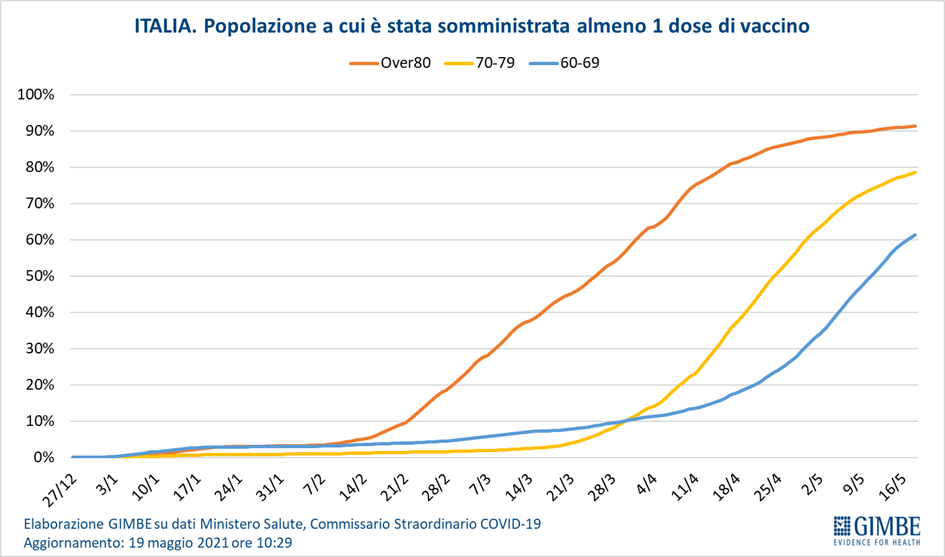 ITALIA. Popolazione a cui è stata somministrata almeno 1 dose di vaccino
Over80 70-79 60-69
100%
90%
80%
70%
60%
50%
40%
30%
20%
10%
0%
27/12 3/1 10/1 17/1 24/1 31/1 7/2 14/2 21/2 28/2 7/3 14/3 21/3 28/3 4/4 11/4 18/4 25/4 2/5 9/5 16/5
Elaborazione GIMBE su dati Ministero Salute, Commissario Straordinario COVID-19
Aggiornamento: 19 maggio 2021 ore 10:29
GIMBE
EVIDENCE FOR HEALTH